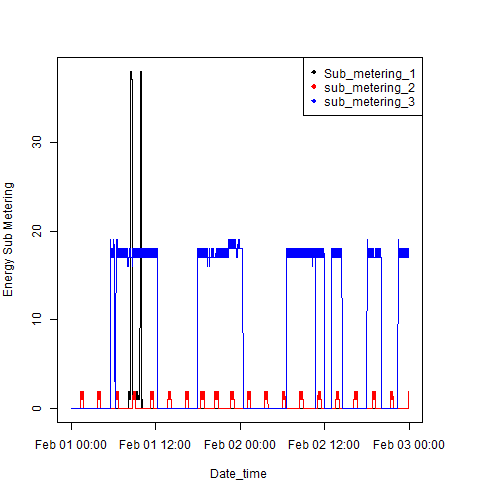 Sub_metering_1
sub_metering_2
sub_metering_3
Energy Sub Metering
30
20
10
0
Feb 01 00:00
Feb 01 12:00
Feb 02 00:00
Feb 02 12:00
Feb 03 00:00
Date_time